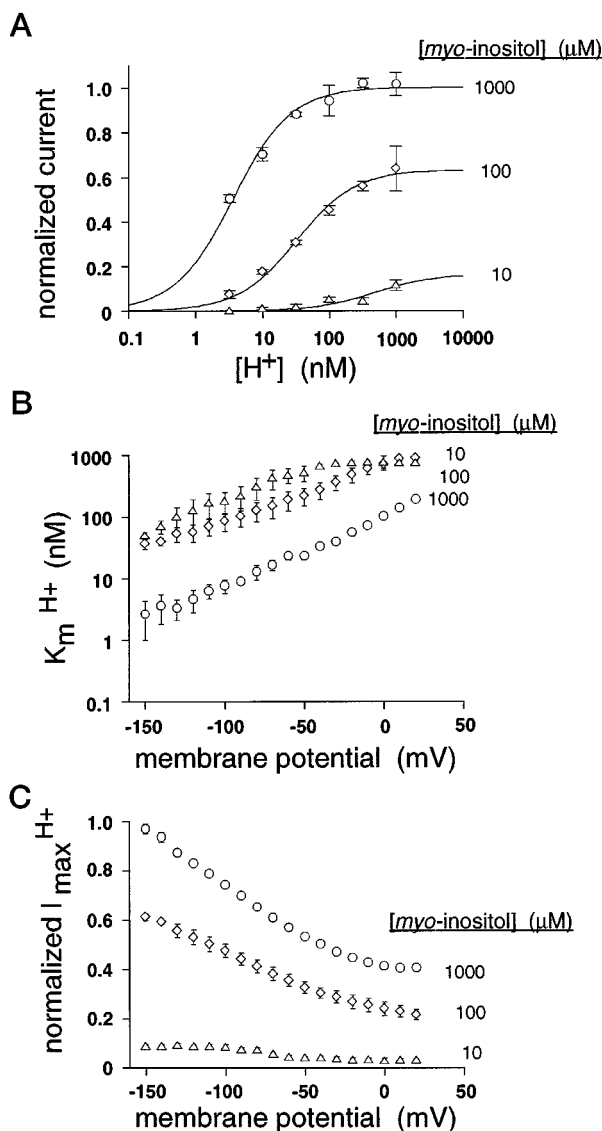 A
[myo-inositol] (μM)
1.0
0.8
0.6
0.4
0.2
0
normalized current
1000
100
10
0.1 1 10 100 1000 10000
[H+] (nM)
B
[myo-inositol] (μM)
10
100
1000
1000
100
10
1
0.1
Km H+ (nM)
-150 -100 -50 0 50
membrane potential (mV)
C
1.0
0.8
0.6
0.4
0.2
0
normalized Imax H+
[myo-inositol] (μM)
1000
100
10
-150 -100 -50 0 50
membrane potential (mV)